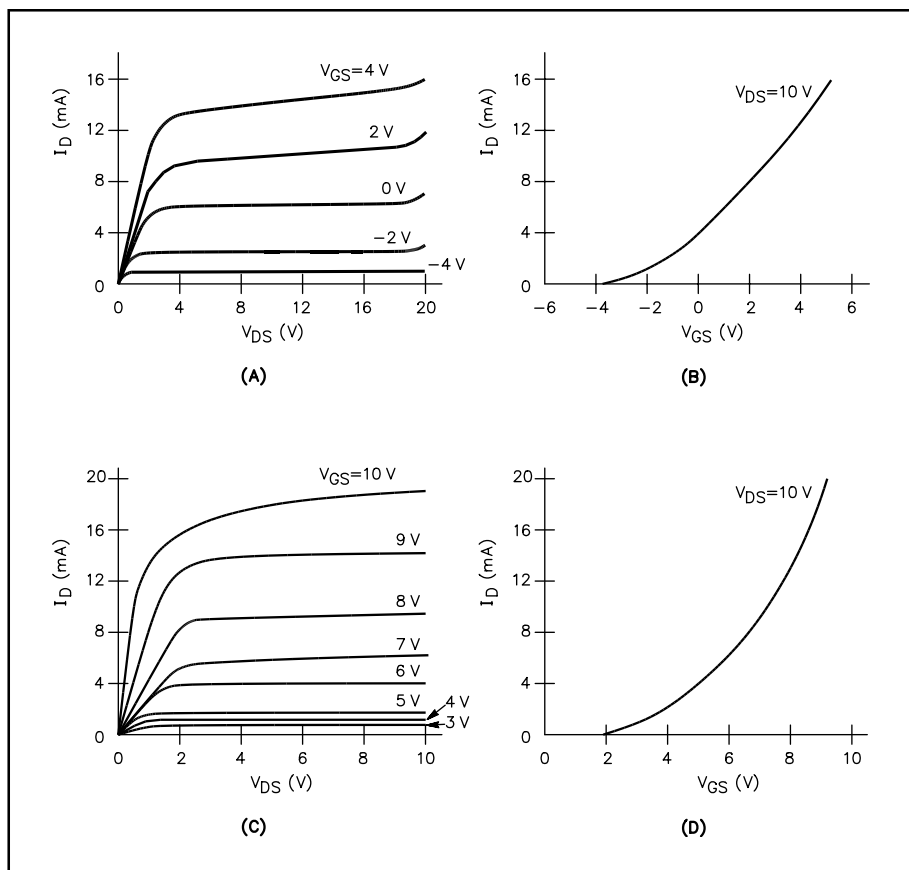 V_GS=4 V
2 V
0 V
−2 V
−4 V
I_D (mA)
16
12
8
4
0
0 4 8 12 16 20
V_DS (V)
(A)
V_DS=10 V
I_D (mA)
16
12
8
4
0
−6 −4 −2 0 2 4 6
V_GS (V)
(B)
V_GS=10 V
9 V
8 V
7 V
6 V
5 V
4 V
3 V
I_D (mA)
20
16
12
8
4
0
0 2 4 6 8 10
V_DS (V)
(C)
V_DS=10 V
I_D (mA)
20
16
12
8
4
0
0 2 4 6 8 10
V_GS (V)
(D)